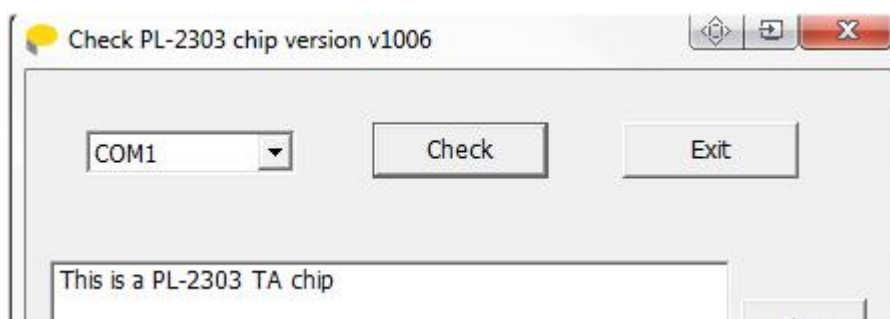 Check PL-2303 chip version v1006
COM1 Check Exit
This is a PL-2303 TA chip